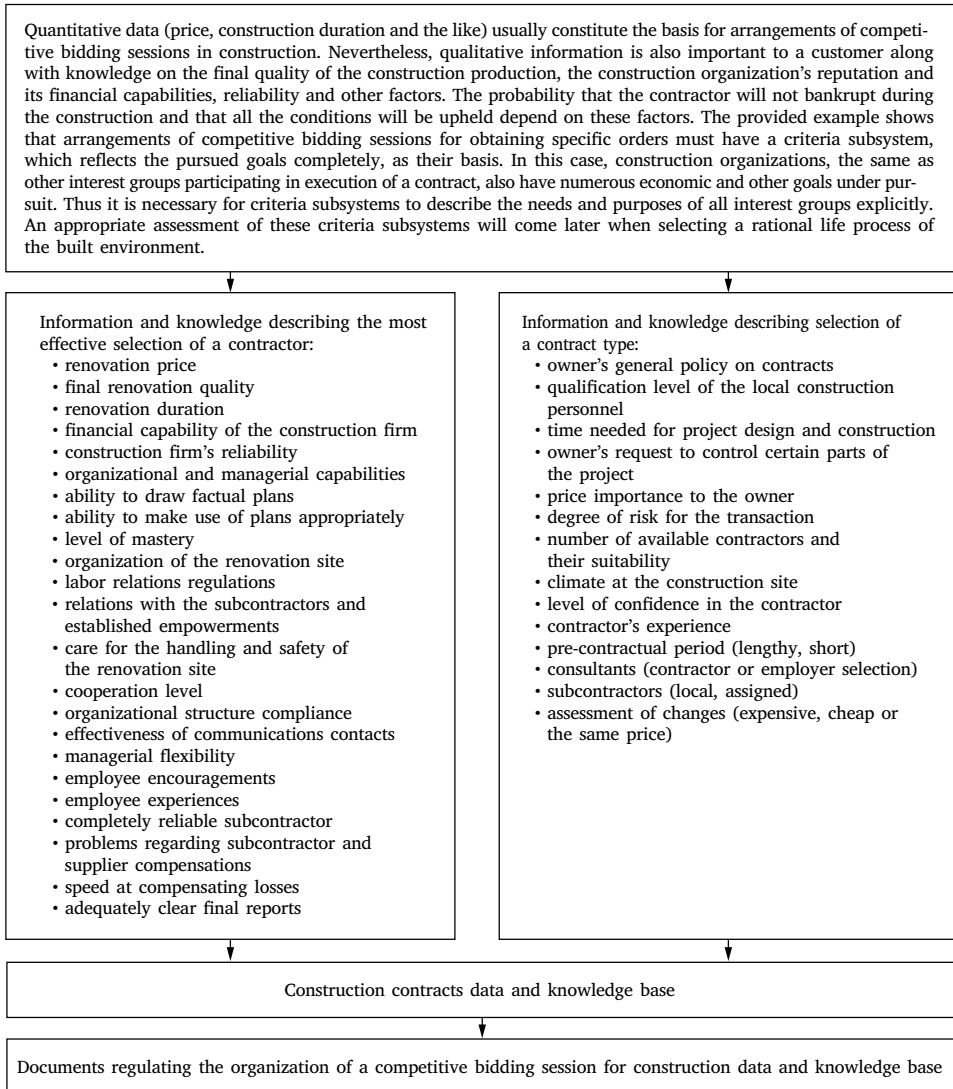 Quantitative data (price, construction duration and the like) usually constitute the basis for arrangements of competi-
tive bidding sessions in construction. Nevertheless, qualitative information is also important to a customer along
with knowledge on the final quality of the construction production, the construction organization's reputation and
its financial capabilities, reliability and other factors. The probability that the contractor will not bankrupt during
the construction and that all the conditions will be upheld depend on these factors. The provided example shows
that arrangements of competitive bidding sessions for obtaining specific orders must have a criteria subsystem,
which reflects the pursued goals completely, as their basis. In this case, construction organizations, the same as
other interest groups participating in execution of a contract, also have numerous economic and other goals under pur-
suit. Thus it is necessary for criteria subsystems to describe the needs and purposes of all interest groups explicitly.
An appropriate assessment of these criteria subsystems will come later when selecting a rational life process of
the built environment.
Information and knowledge describing the most
effective selection of a contractor:
• renovation price
• final renovation quality
• renovation duration
• financial capability of the construction firm
• construction firm's reliability
• organizational and managerial capabilities
• ability to draw factual plans
• ability to make use of plans appropriately
• level of mastery
• organization of the renovation site
• labor relations regulations
• relations with the subcontractors and
established empowerments
• care for the handling and safety of
the renovation site
• cooperation level
• organizational structure compliance
• effectiveness of communications contacts
• managerial flexibility
• employee encouragements
• employee experiences
• completely reliable subcontractor
• problems regarding subcontractor and
supplier compensations
• speed at compensating losses
• adequately clear final reports
Information and knowledge describing selection of
a contract type:
• owner's general policy on contracts
• qualification level of the local construction
personnel
• time needed for project design and construction
• owner's request to control certain parts of
the project
• price importance to the owner
• degree of risk for the transaction
• number of available contractors and
their suitability
• climate at the construction site
• level of confidence in the contractor
• contractor's experience
• pre-contractual period (lengthy, short)
• consultants (contractor or employer selection)
• subcontractors (local, assigned)
• assessment of changes (expensive, cheap or
the same price)
Construction contracts data and knowledge base
Documents regulating the organization of a competitive bidding session for construction data and knowledge base